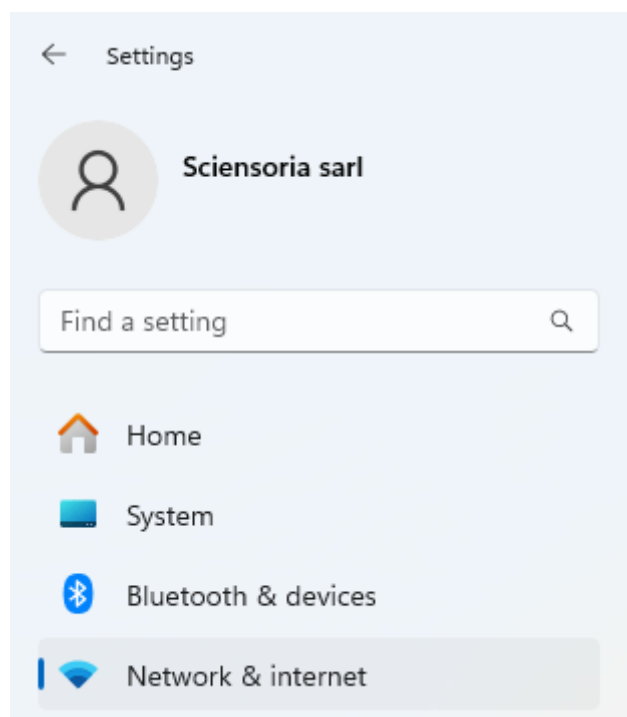 Settings
Sciensoria sarl
Find a setting
Home
System
Bluetooth & devices
Network & internet